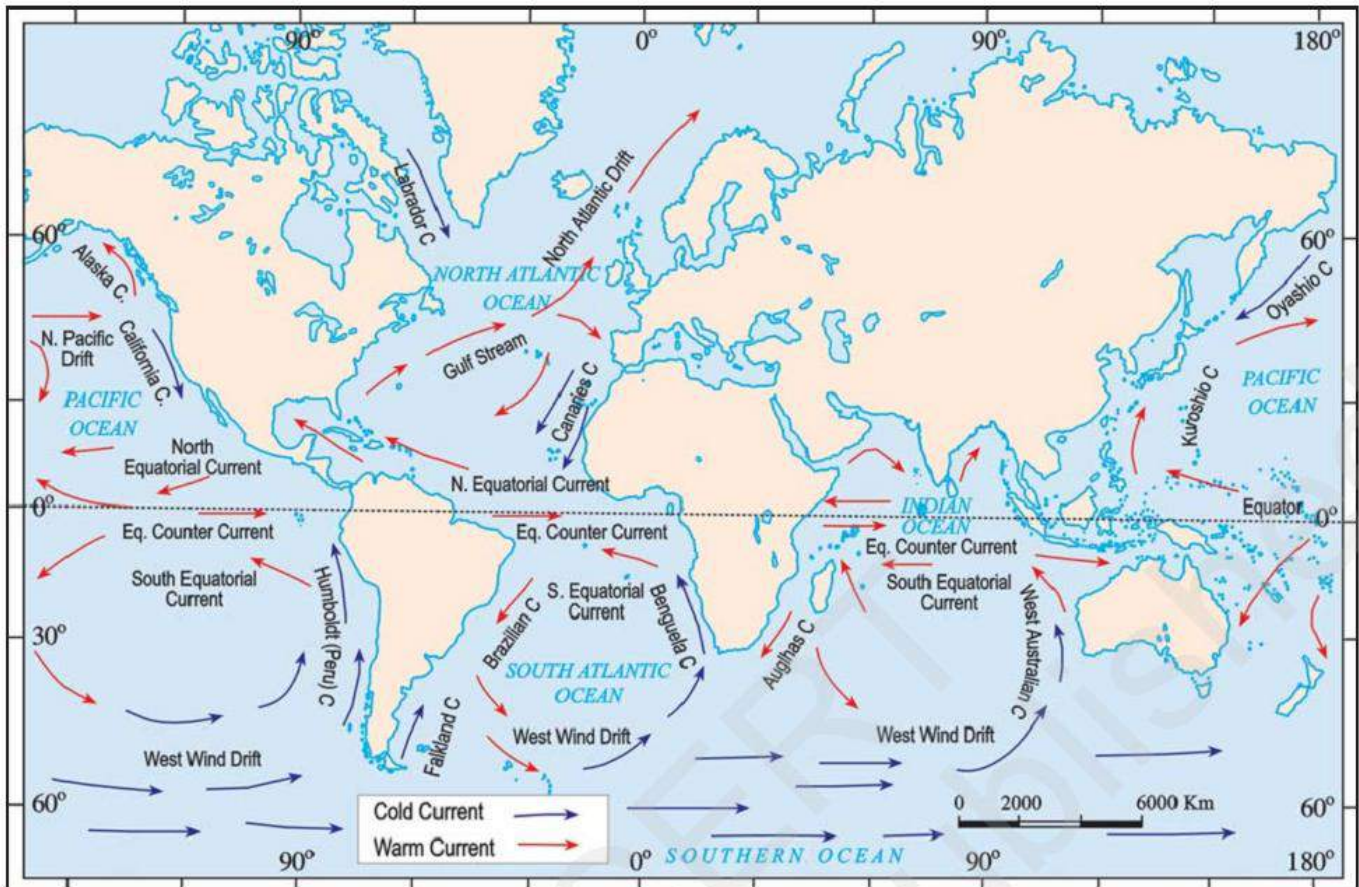 90°
0°
90°
180°
Labrador C
North Atlantic Drift
60°
60°
Alaska C.
NORTH ATLANTIC
OCEAN
Oyashio C
N. Pacific
Drift
California C.
Gulf Stream
Canaries C
Kuroshio C
PACIFIC
OCEAN
PACIFIC
OCEAN
North
Equatorial Current
N. Equatorial Current
INDIAN
OCEAN
Equator
0°
0°
Eq. Counter Current
Eq. Counter Current
Eq. Counter Current
South Equatorial
Current
Humboldt (Peru) C
S. Equatorial
Current
Benguela C
South Equatorial
Current
West Australian C
30°
Brazilian C
Auglhas C
SOUTH ATLANTIC
OCEAN
Falkland C
West Wind Drift
West Wind Drift
West Wind Drift
60°
60°
Cold Current
Warm Current
0 2000 6000 Km
SOUTHERN OCEAN
90°
0°
90°
180°